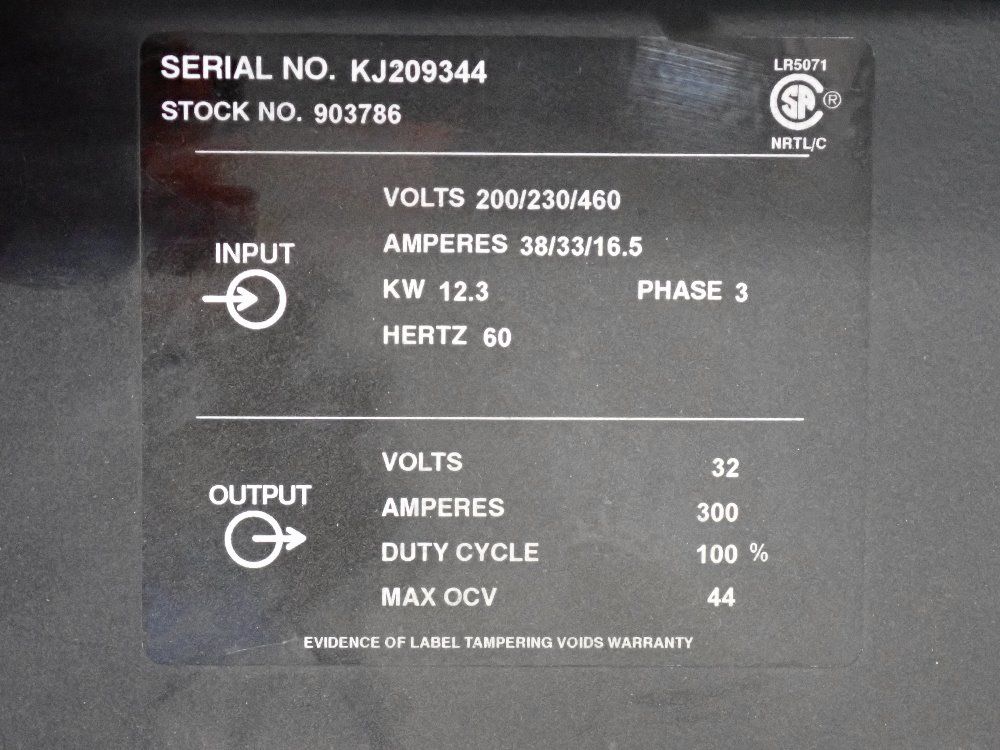 SERIAL NO. KJ209344
STOCK NO. 903786
LR5071
SA ®
NRTL/C
INPUT
VOLTS 200/230/460
AMPERES 38/33/16.5
KW 12.3 PHASE 3
HERTZ 60
OUTPUT
VOLTS 32
AMPERES 300
DUTY CYCLE 100 %
MAX OCV 44
EVIDENCE OF LABEL TAMPERING VOIDS WARRANTY